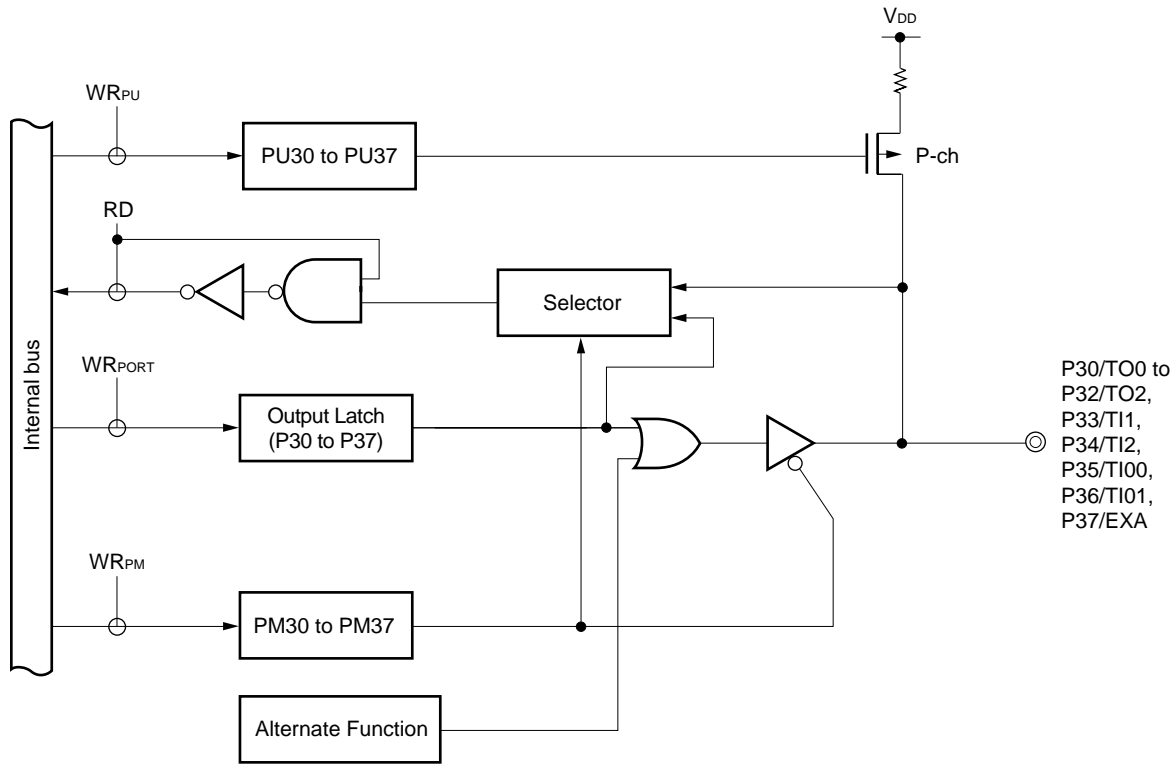 VDD
WRPU
PU30 to PU37
P-ch
RD
Selector
Internal bus
WRPORT
Output Latch
(P30 to P37)
P30/TO0 to
P32/TO2,
P33/TI1,
P34/TI2,
P35/TI00,
P36/TI01,
P37/EXA
WRPM
PM30 to PM37
Alternate Function